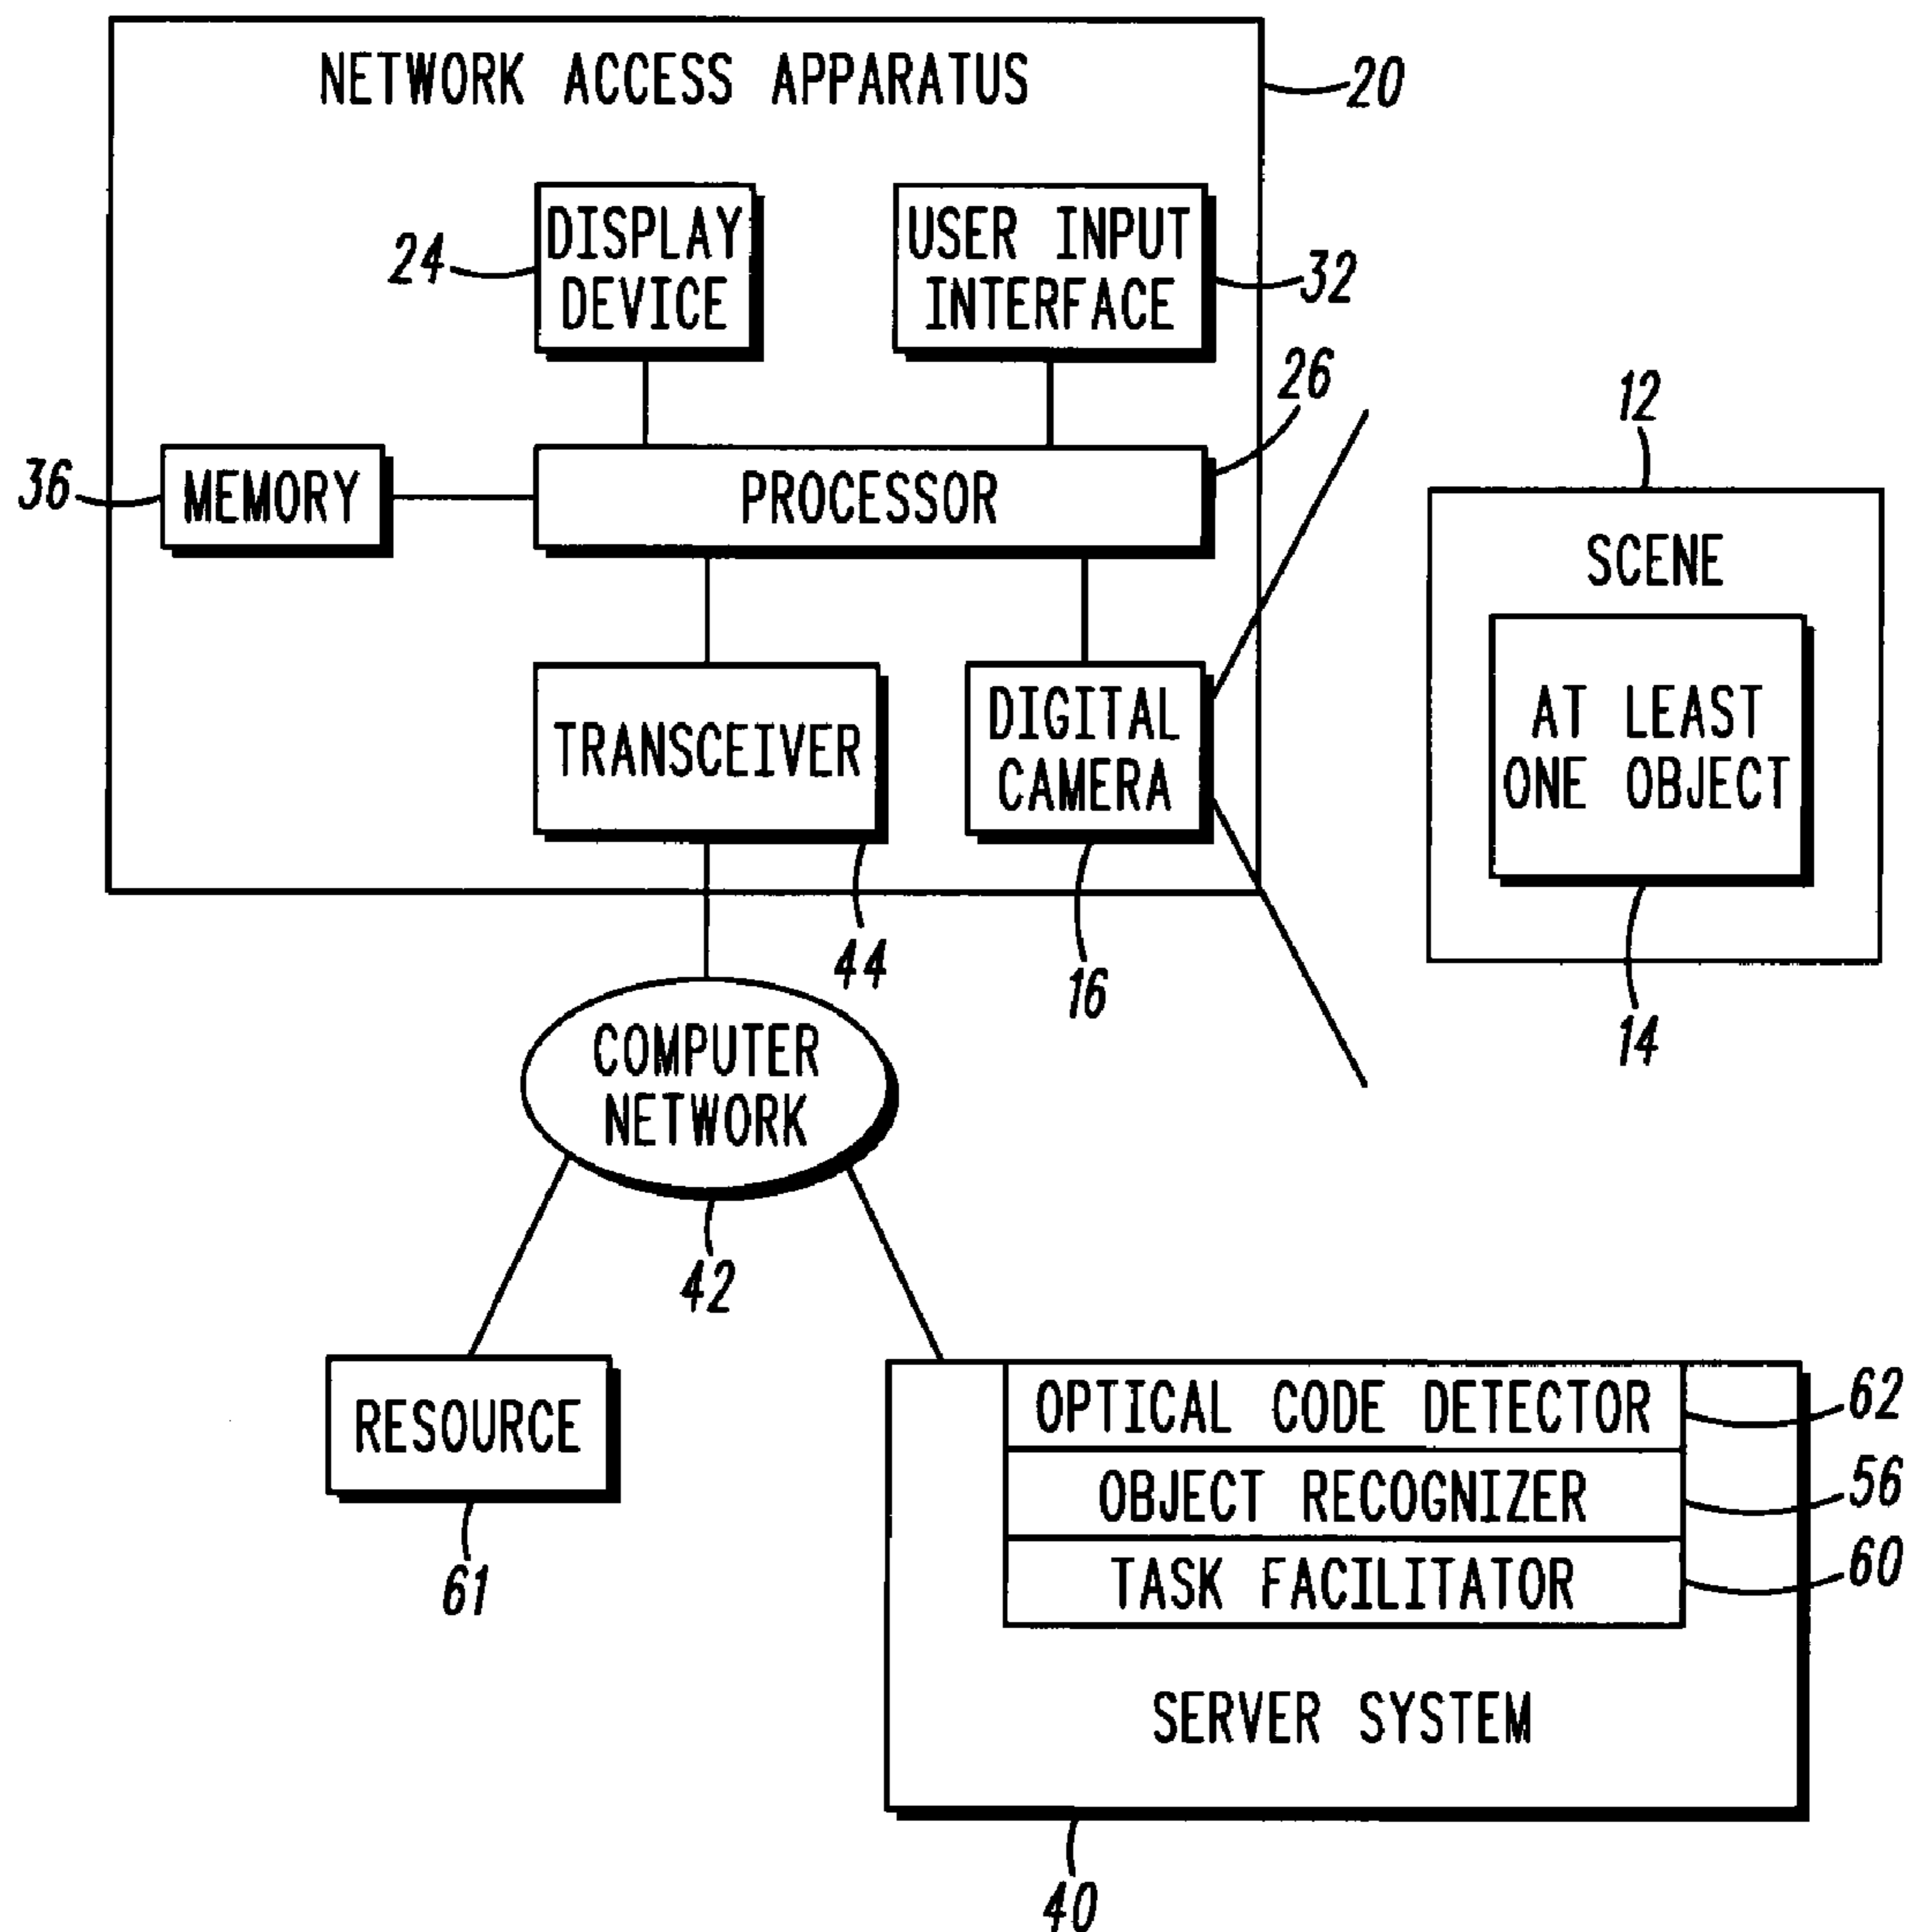 NETWORK ACCESS APPARATUS
20
DISPLAY
DEVICE
24
USER INPUT
INTERFACE
32
26
12
36
MEMORY
PROCESSOR
SCENE
AT LEAST
ONE OBJECT
TRANSCEIVER
DIGITAL
CAMERA
44
16
14
COMPUTER
NETWORK
42
RESOURCE
61
OPTICAL CODE DETECTOR
62
OBJECT RECOGNIZER
56
TASK FACILITATOR
60
SERVER SYSTEM
40